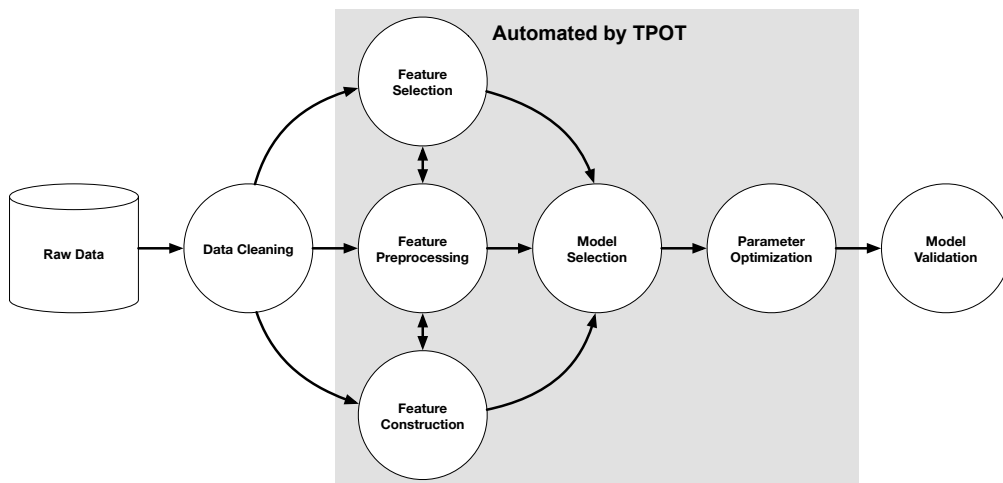 Automated by TPOT
Feature
Selection
Raw Data
Data Cleaning
Feature
Preprocessing
Model
Selection
Parameter
Optimization
Model
Validation
Feature
Construction